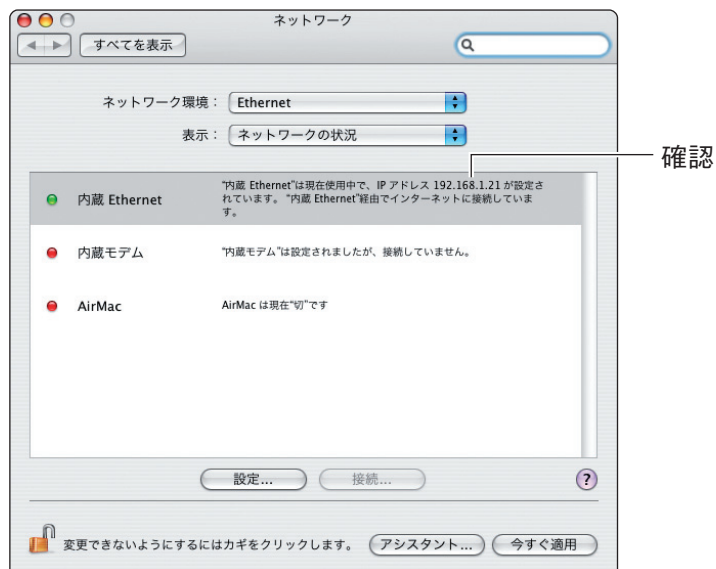 ネットワーク
すべてを表示
ネットワーク環境： Ethernet
表示： ネットワークの状況
確認
内蔵 Ethernet
“内蔵 Ethernet”は現在使用中で、IP アドレス 192.168.1.21 が設定さ
れています。“内蔵 Ethernet”経由でインターネットに接続していま
す。
内蔵モデム
“内蔵モデム”は設定されましたが、接続していません。
AirMac
AirMac は現在“切”です
設定... 接続... ?
変更できないようにするにはカギをクリックします。 アシスタント... 今すぐ適用